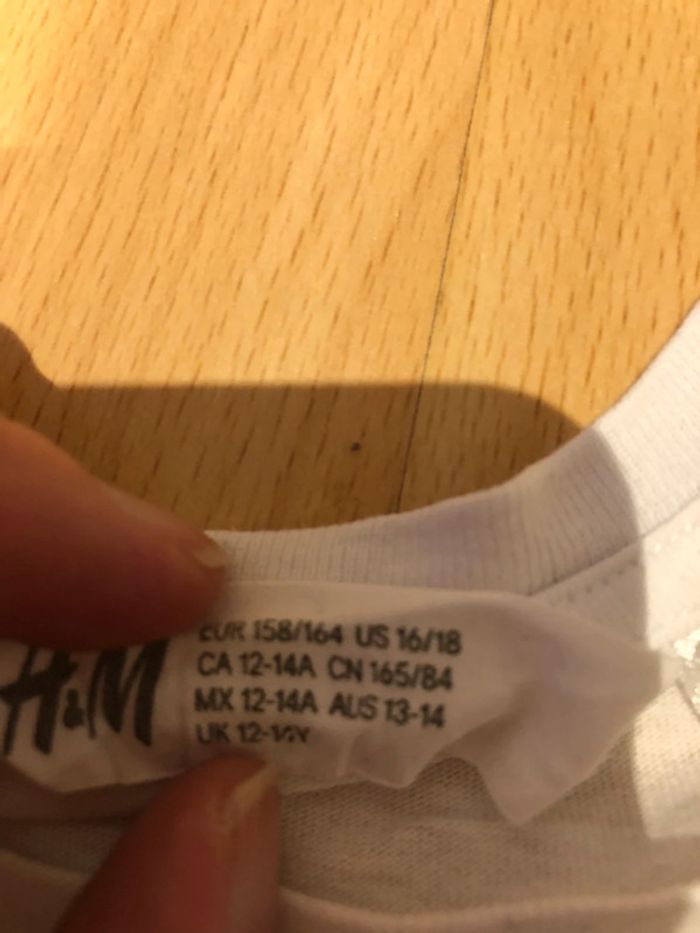 H&M
EUR 158/164 US 16/18
CA 12-14A CN 165/84
MX 12-14A AUS 13-14
UK